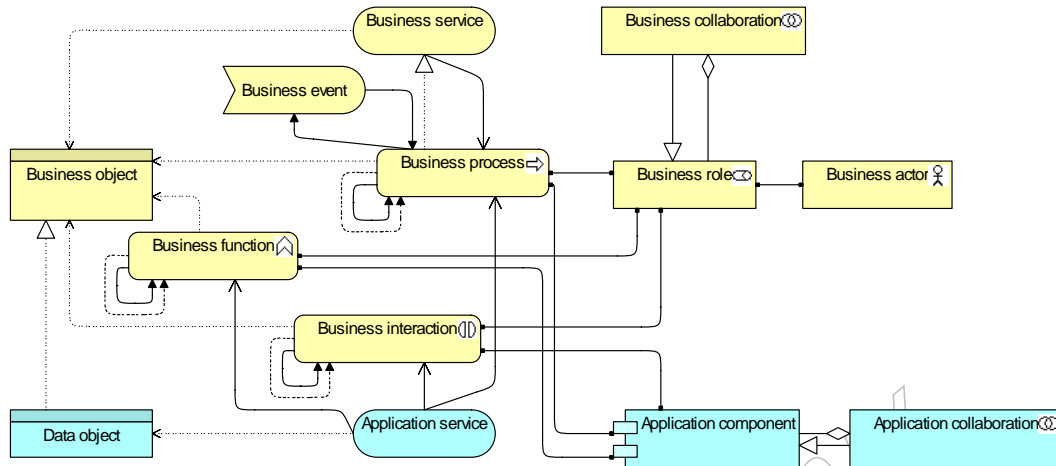 Business service
Business collaboration
Business event
Business process
Business object
Business role
Business actor
Business function
Business interaction
Data object
Application service
Application component
Application collaboration